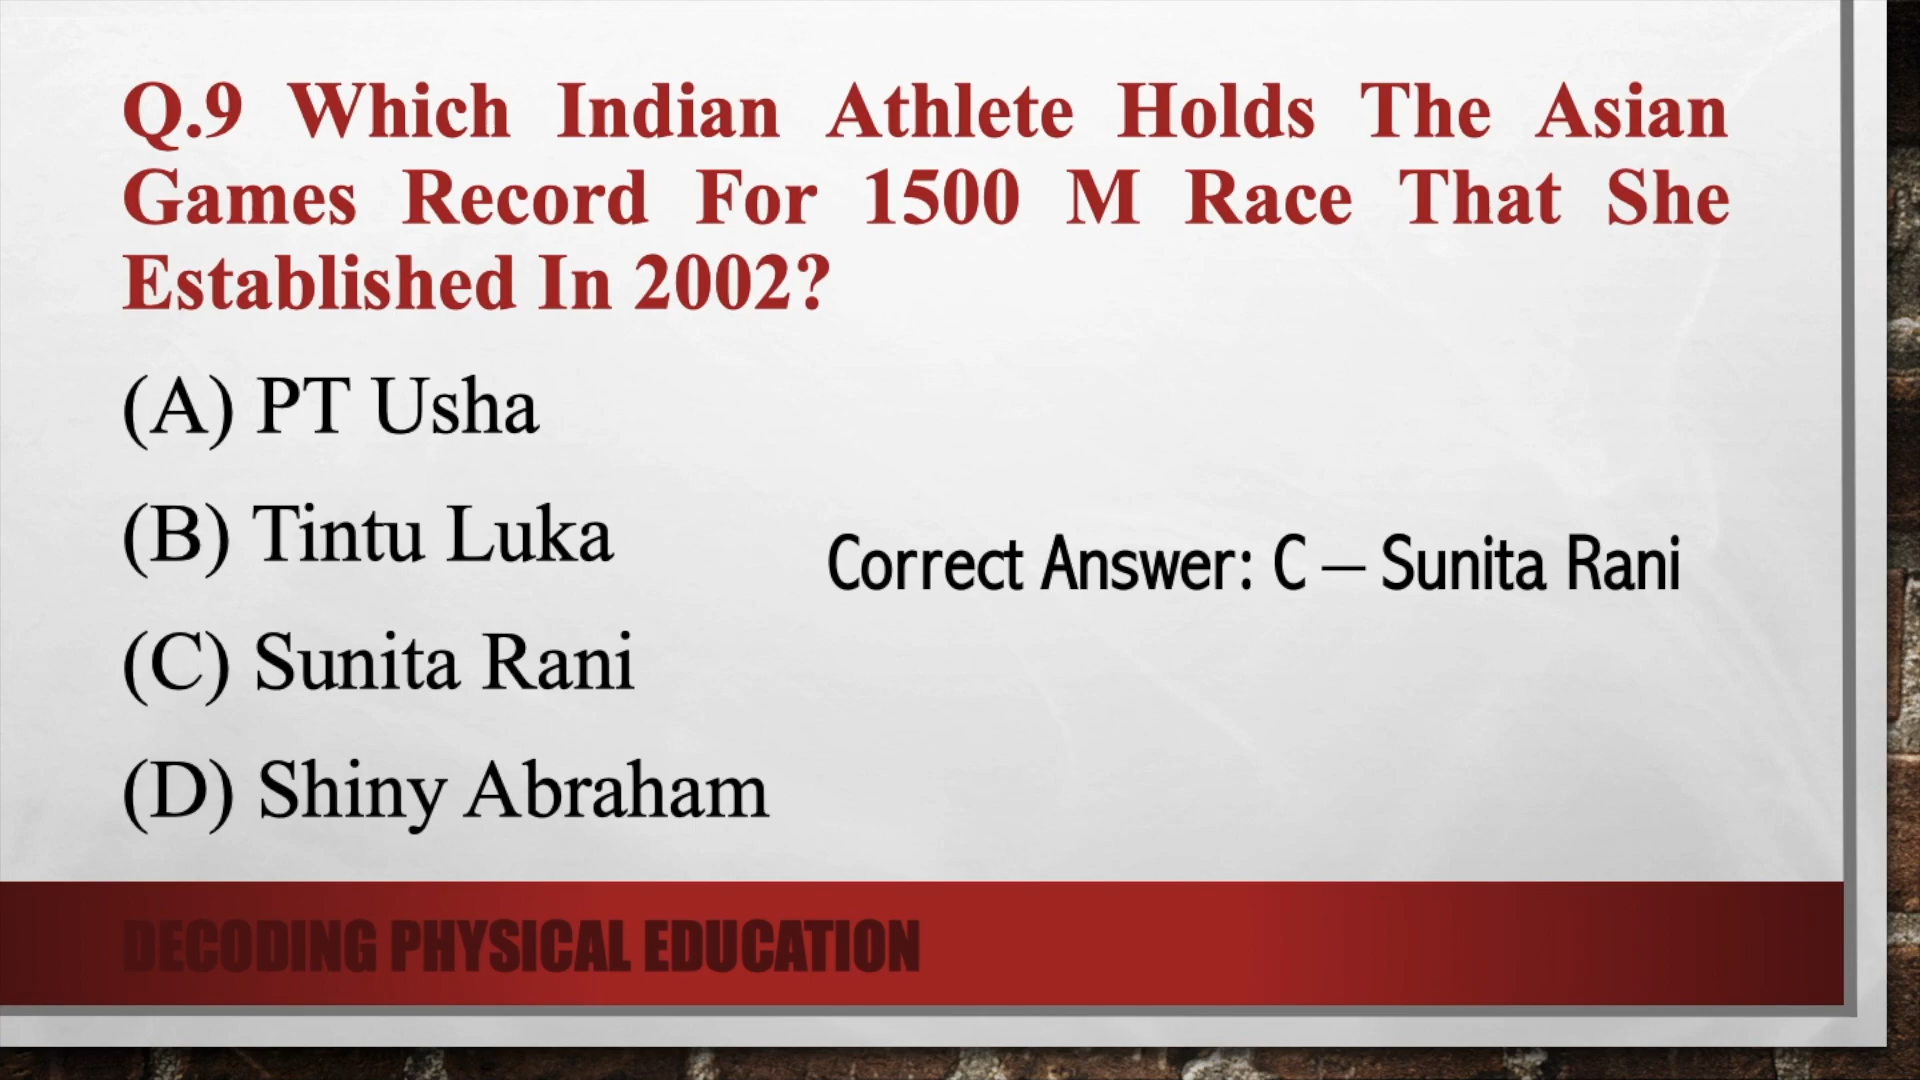 Q.9 Which Indian Athlete Holds The Asian
Games Record For 1500 M Race That She
Established In 2002?
(A) PT Usha
(B) Tintu Luka
Correct Answer: C – Sunita Rani
(C) Sunita Rani
(D) Shiny Abraham
DECODING PHYSICAL EDUCATION